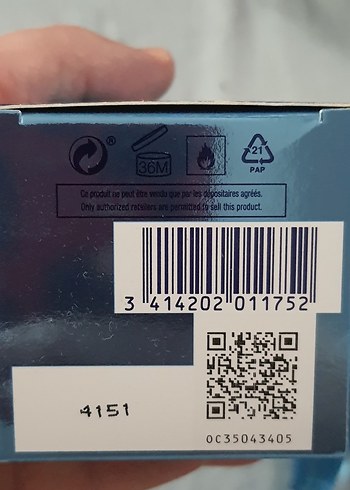 ®
36M
21
PAP
Ce produit ne peut être vendu que par les dépositaires agréés.
Only authorized retailers are permitted to sell this product.
3 414202 011752
4151
0C35043405